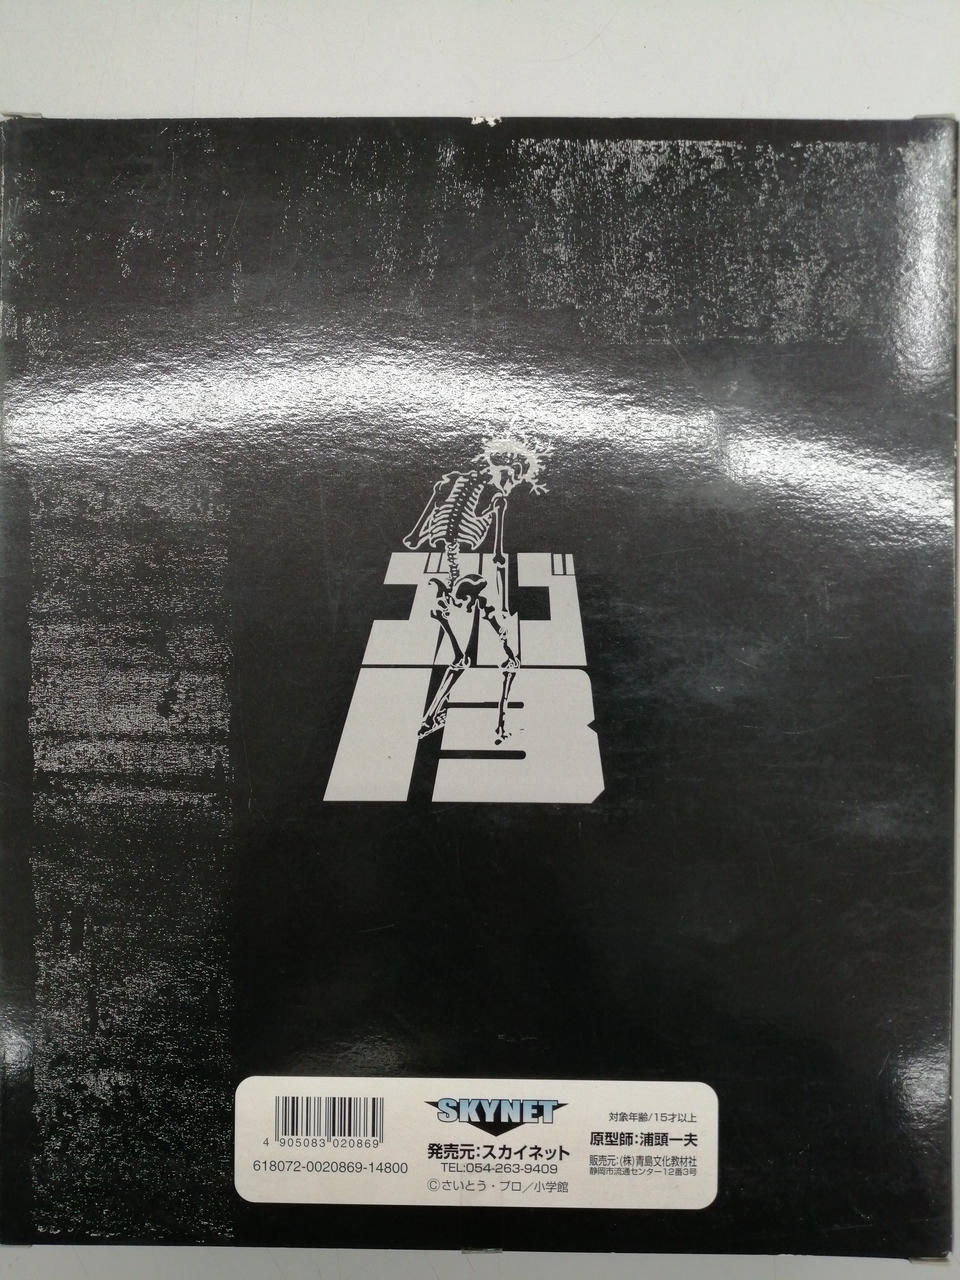 ゴルゴ
13
4 905083 020869
618072-0020869-14800
SKYNET
発売元:スカイネット
TEL:054-263-9409
©さいとう・プロ/小学館
対象年齢/15才以上
原型師:浦頭一夫
販売元:(株)青島文化教材社
静岡市流通センター12番3号